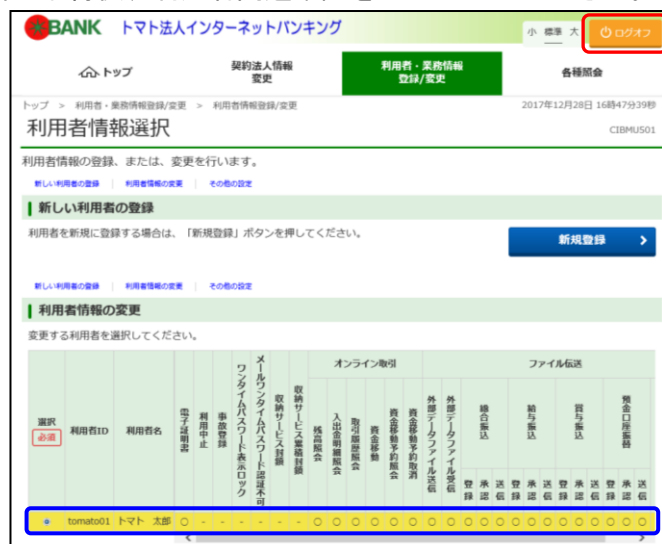 BANK トマト法人インターネットバンキング
小 標準 大 ログオフ
トップ 契約法人情報 変更 利用者・業務情報 登録/変更 各種照会
トップ > 利用者・業務情報登録/変更 > 利用者情報登録/変更 2017年12月28日 16時47分39秒
利用者情報選択 CIBMUS01
利用者情報の登録、または、変更を行います。
新しい利用者の登録 | 利用者情報の変更 | その他の設定
新しい利用者の登録
利用者を新規に登録する場合は、「新規登録」ボタンを押してください。 新規登録 >
新しい利用者の登録 | 利用者情報の変更 | その他の設定
利用者情報の変更
変更する利用者を選択してください。
オンライン取引 ファイル伝送
選択 必須
利用者ID
利用者名
電子証明書
利用中止
事故登録
ワンタイムパスワード表示ロック
メールワンタイムパスワード認証不可
収納サービス封鎖
収納サービス業績封鎖
残高照会
入出金明細照会
取引履歴照会
資金移動
資金移動予約照会
資金移動予約取消
外部データファイル送信
外部データファイル受信
総合振込 給与振込 賞与振込 預金口座振替
登録 承認 送信 登録 承認 送信 登録 承認 送信 登録 承認 送信
tomato01 トマト 太郎 ○ - - - - - - ○ ○ ○ ○ ○ ○ ○ ○ ○ ○ ○ ○ ○ ○ ○ ○ ○ ○ ○ ○